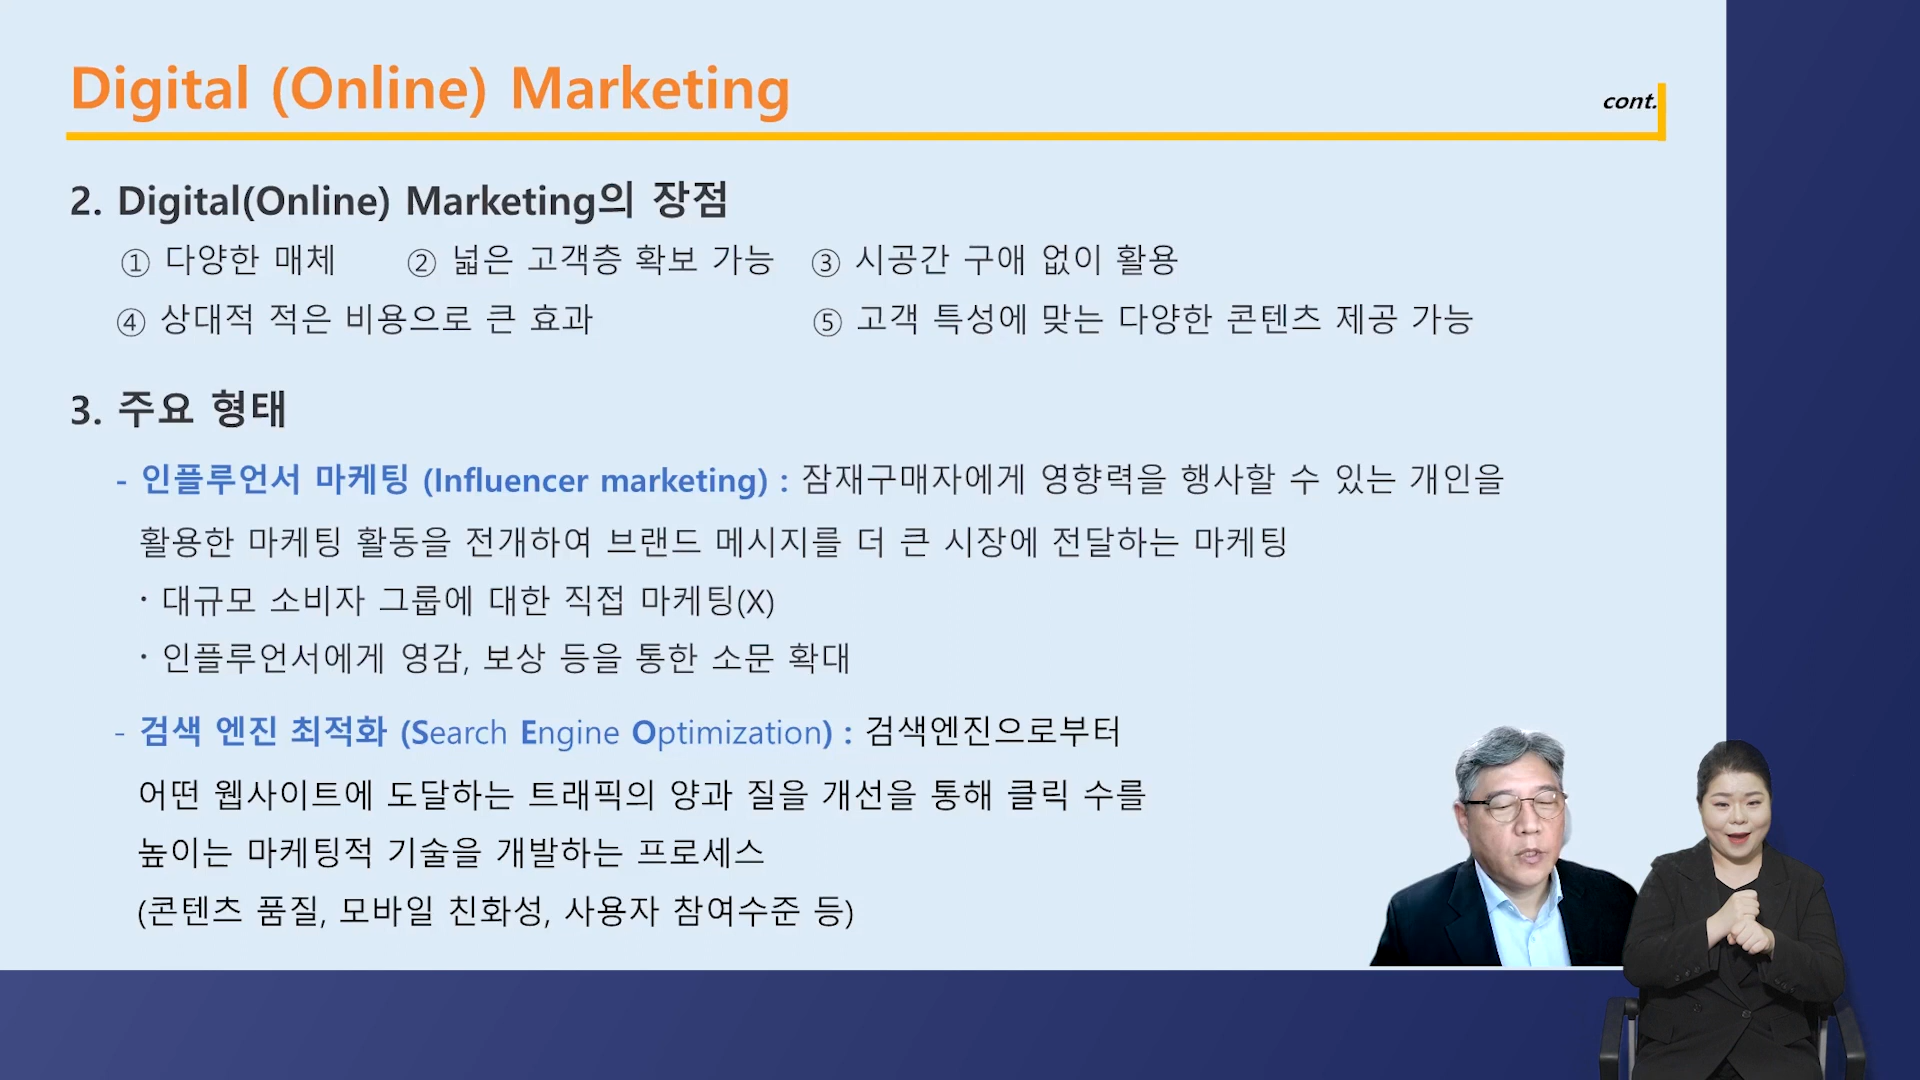 Digital (Online) Marketing
cont.
2. Digital(Online) Marketing의 장점
① 다양한 매체 ② 넓은 고객층 확보 가능 ③ 시공간 구애 없이 활용
④ 상대적 적은 비용으로 큰 효과 ⑤ 고객 특성에 맞는 다양한 콘텐츠 제공 가능
3. 주요 형태
- 인플루언서 마케팅 (Influencer marketing) : 잠재구매자에게 영향력을 행사할 수 있는 개인을
활용한 마케팅 활동을 전개하여 브랜드 메시지를 더 큰 시장에 전달하는 마케팅
· 대규모 소비자 그룹에 대한 직접 마케팅(X)
· 인플루언서에게 영감, 보상 등을 통한 소문 확대
- 검색 엔진 최적화 (Search Engine Optimization) : 검색엔진으로부터
어떤 웹사이트에 도달하는 트래픽의 양과 질을 개선을 통해 클릭 수를
높이는 마케팅적 기술을 개발하는 프로세스
(콘텐츠 품질, 모바일 친화성, 사용자 참여수준 등)